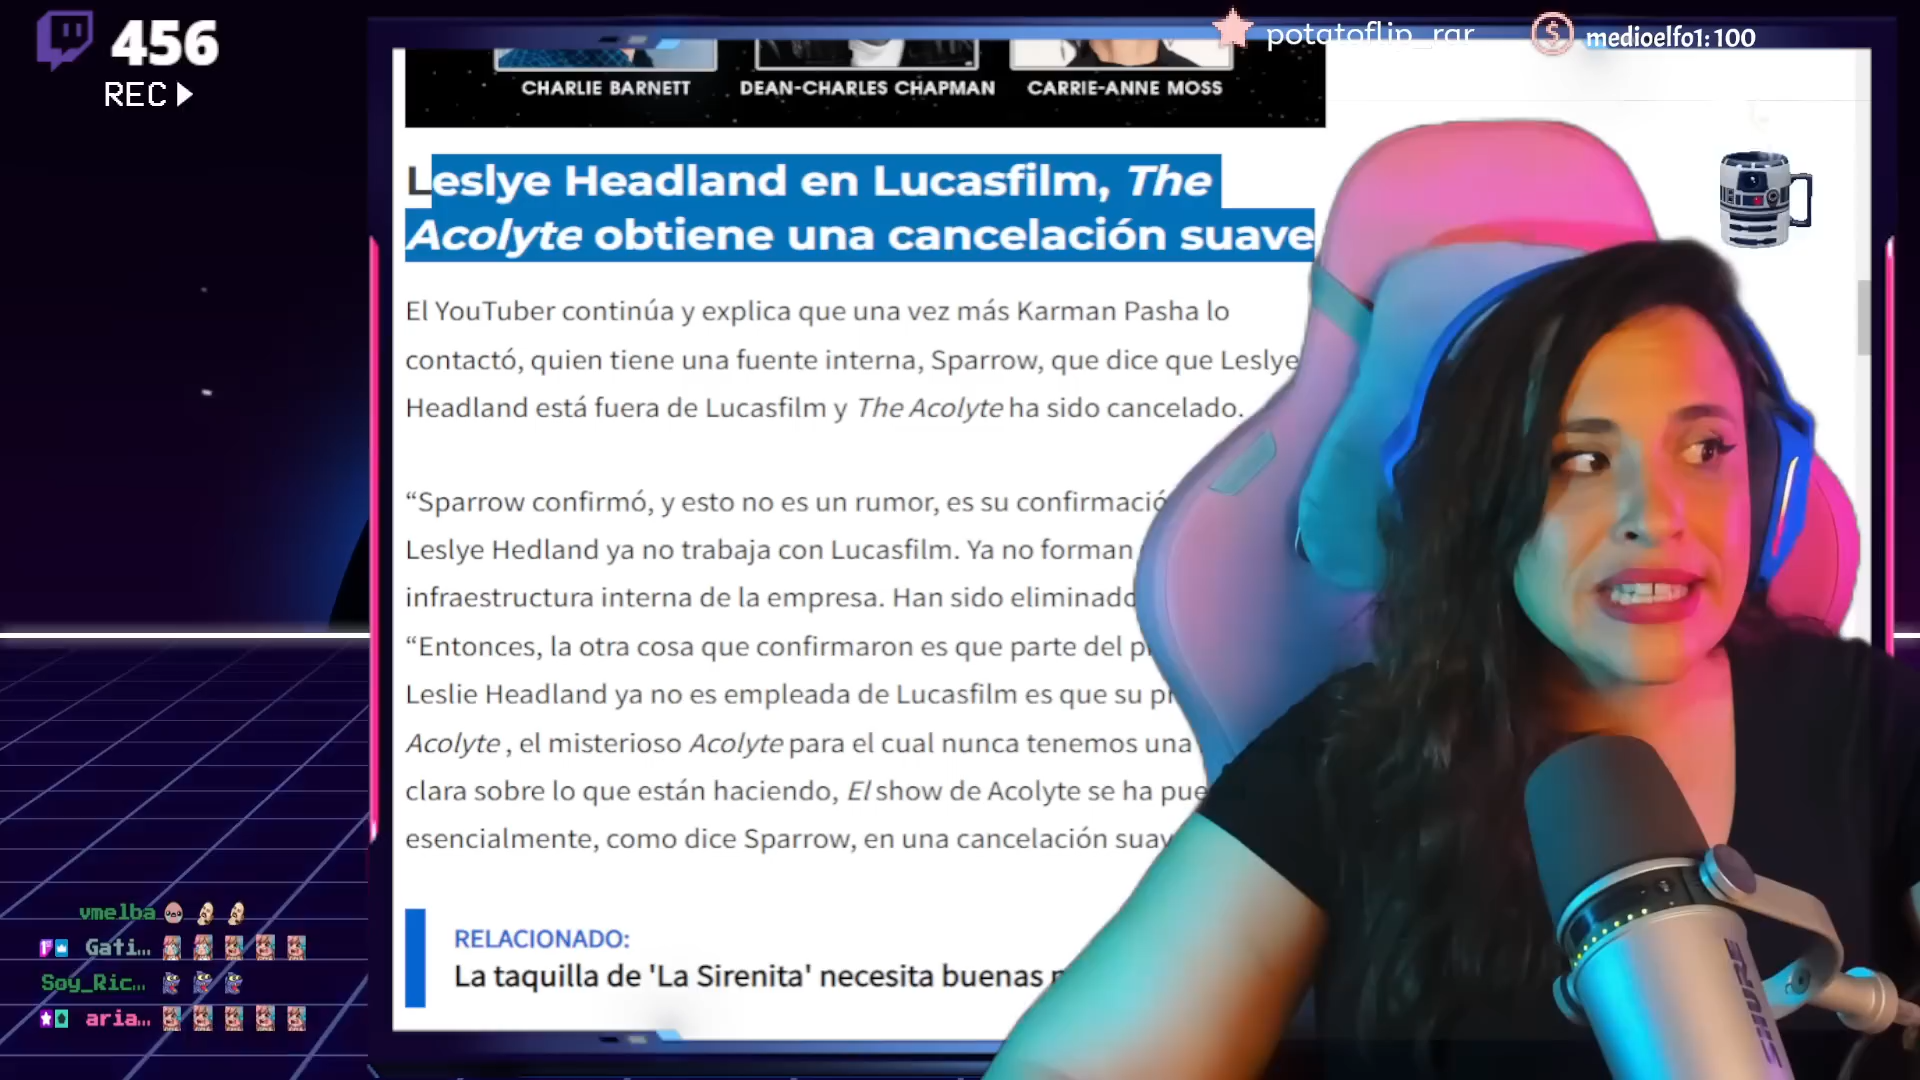 456
REC
potatoflip_rar
medioelfo1: 100
CHARLIE BARNETT
DEAN-CHARLES CHAPMAN
CARRIE-ANNE MOSS
Leslye Headland en Lucasfilm, The
Acolyte obtiene una cancelación suave
El YouTuber continúa y explica que una vez más Karman Pasha lo
contactó, quien tiene una fuente interna, Sparrow, que dice que Leslye
Headland está fuera de Lucasfilm y The Acolyte ha sido cancelado.
“Sparrow confirmó, y esto no es un rumor, es su confirmació
Leslye Hedland ya no trabaja con Lucasfilm. Ya no forman
infraestructura interna de la empresa. Han sido eliminado
“Entonces, la otra cosa que confirmaron es que parte del p
Leslie Headland ya no es empleada de Lucasfilm es que su p
Acolyte , el misterioso Acolyte para el cual nunca tenemos una
clara sobre lo que están haciendo, El show de Acolyte se ha pue
esencialmente, como dice Sparrow, en una cancelación suav
RELACIONADO:
La taquilla de 'La Sirenita' necesita buenas
vmelba
Gati...
Soy_Ric...
aria...
SHURE